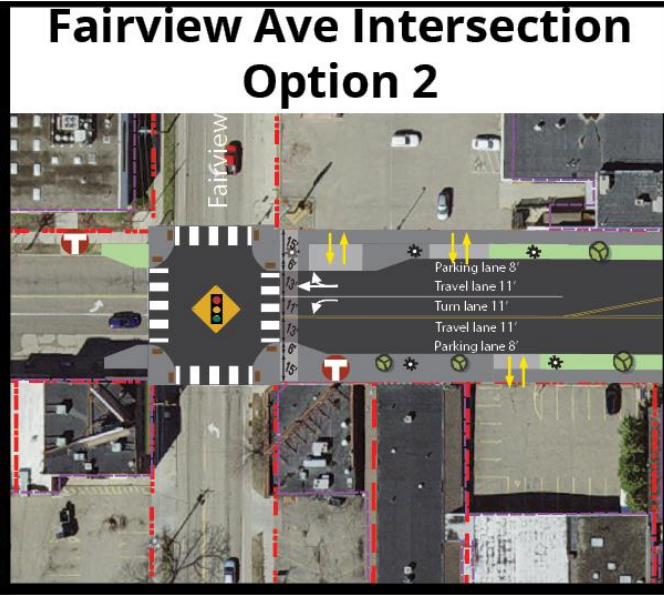 Fairview Ave Intersection
Option 2
Fairview
15'
6'
13'
11'
13'
6'
15'
Parking lane 8'
Travel lane 11'
Turn lane 11'
Travel lane 11'
Parking lane 8'
T
T